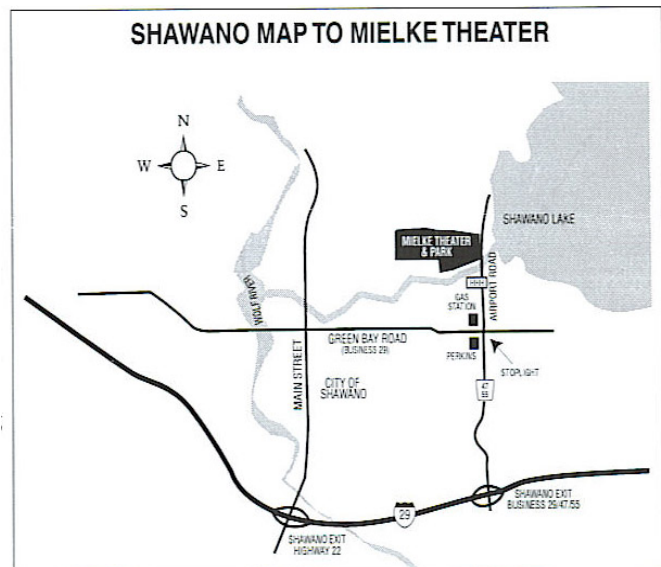 SHAWANO MAP TO MIELKE THEATER
N
W
E
S
SHAWANO LAKE
MIELKE THEATER
& PARK
HHH
GAS
STATION
AIRPORT ROAD
WOLF RIVER
GREEN BAY ROAD
(BUSINESS 29)
PERKINS
STOPLIGHT
MAIN STREET
CITY OF
SHAWANO
47
55
29
SHAWANO EXIT
BUSINESS 29/47/55
SHAWANO EXIT
HIGHWAY 22